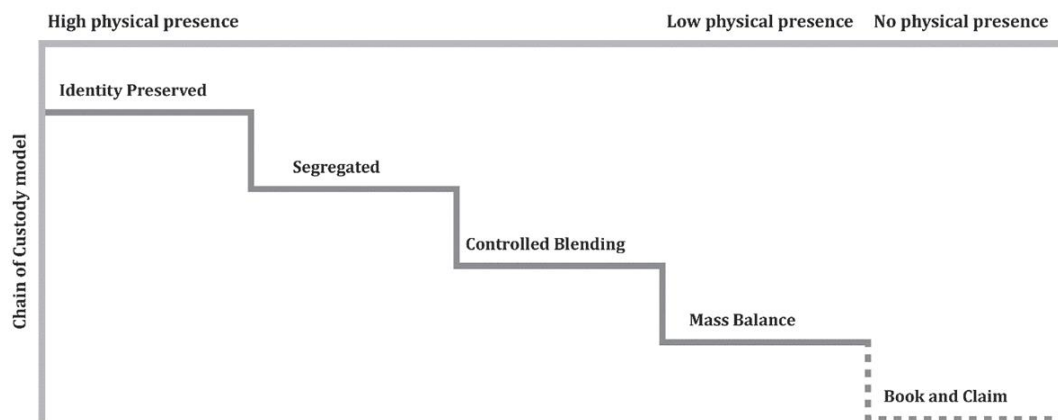 High physical presence
Low physical presence
No physical presence
Identity Preserved
Segregated
Controlled Blending
Mass Balance
Book and Claim
Chain of Custody model